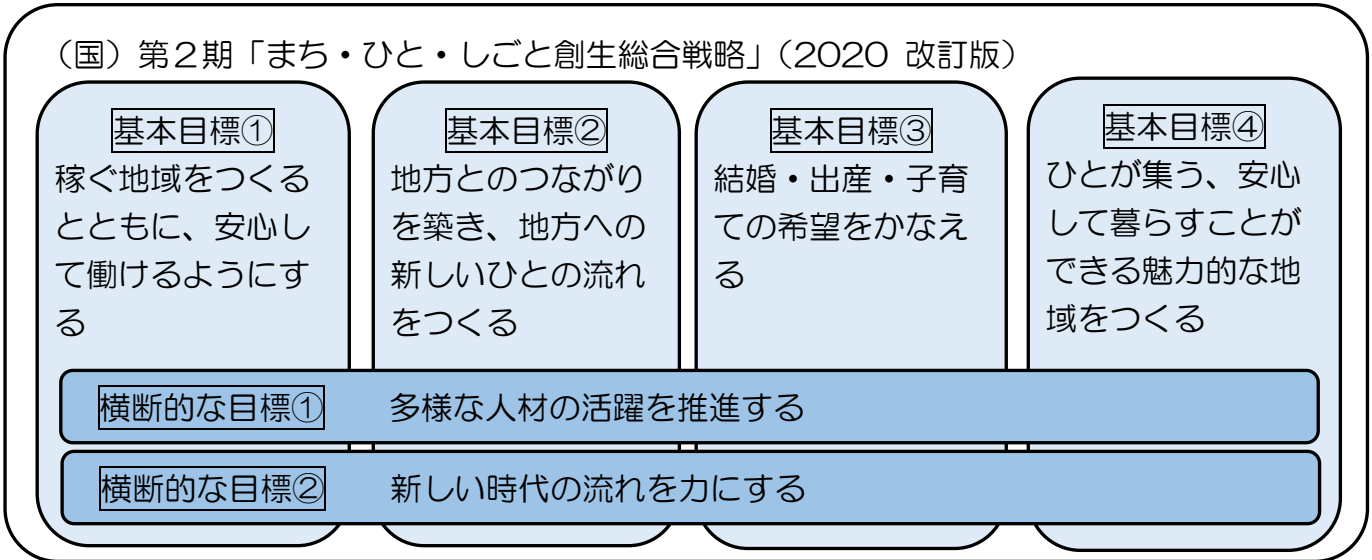 （国）第２期「まち・ひと・しごと創生総合戦略」（2020 改訂版）
基本目標①
稼ぐ地域をつくる
とともに、安心し
て働けるようにす
る
基本目標②
地方とのつながり
を築き、地方への
新しいひとの流れ
をつくる
基本目標③
結婚・出産・子育
ての希望をかなえ
る
基本目標④
ひとが集う、安心
して暮らすことが
できる魅力的な地
域をつくる
横断的な目標① 多様な人材の活躍を推進する
横断的な目標② 新しい時代の流れを力にする